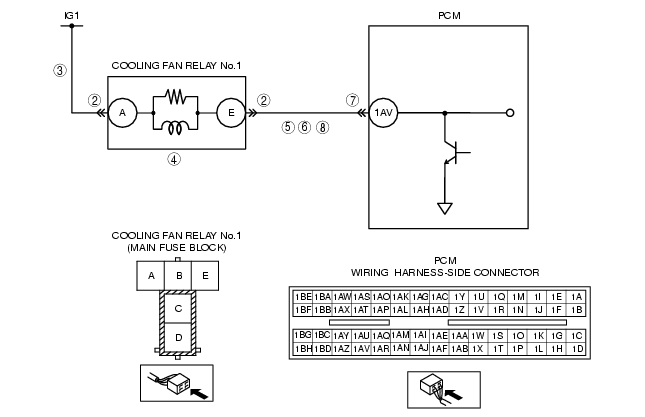 IG1
PCM
COOLING FAN RELAY No.1
3
2
A
E
2
7
1AV
5 6 8
4
COOLING FAN RELAY No.1
(MAIN FUSE BLOCK)
A B E
C
D
PCM
WIRING HARNESS-SIDE CONNECTOR
1BE 1BA 1AW 1AS 1AO 1AK 1AG 1AC 1Y 1U 1Q 1M 1I 1E 1A
1BF 1BB 1AX 1AT 1AP 1AL 1AH 1AD 1Z 1V 1R 1N 1J 1F 1B
1BG 1BC 1AY 1AU 1AQ 1AM 1AI 1AE 1AA 1W 1S 1O 1K 1G 1C
1BH 1BD 1AZ 1AV 1AR 1AN 1AJ 1AF 1AB 1X 1T 1P 1L 1H 1D